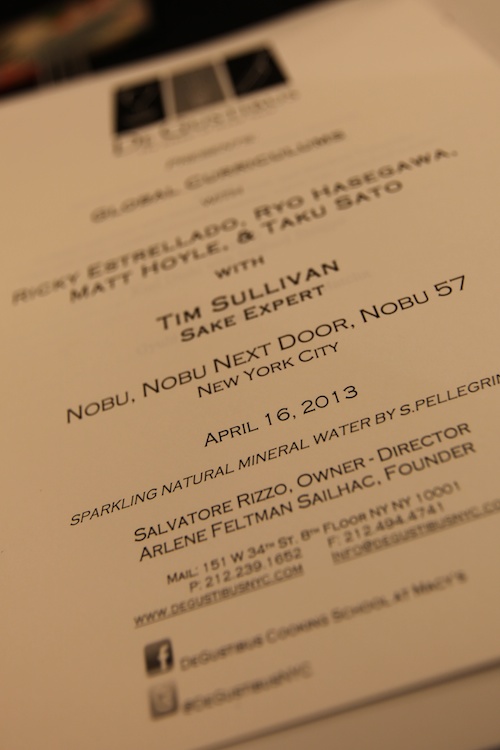 DE GUSTIBUS
PRESENTS
GLOBAL CURRICULUMS
WITH
RICKY ESTRELLADO, RYO HASEGAWA,
MATT HOYLE, & TAKU SATO
WITH
TIM SULLIVAN
SAKE EXPERT
NOBU, NOBU NEXT DOOR, NOBU 57
NEW YORK CITY
APRIL 16, 2013
SPARKLING NATURAL MINERAL WATER BY S.PELLEGRIN
SALVATORE RIZZO, OWNER - DIRECTOR
ARLENE FELTMAN SAILHAC, FOUNDER
MAIL: 151 W 34TH ST. 8TH FLOOR NY NY 10001
P: 212.239.1652 F: 212.494.4741
WWW.DEGUSTIBUSNYC.COM INFO@DEGUSTIBUSNYC.CO
f DEGUSTIBUS COOKING SCHOOL AT MACY'S
@DEGUSTIBUSNYC